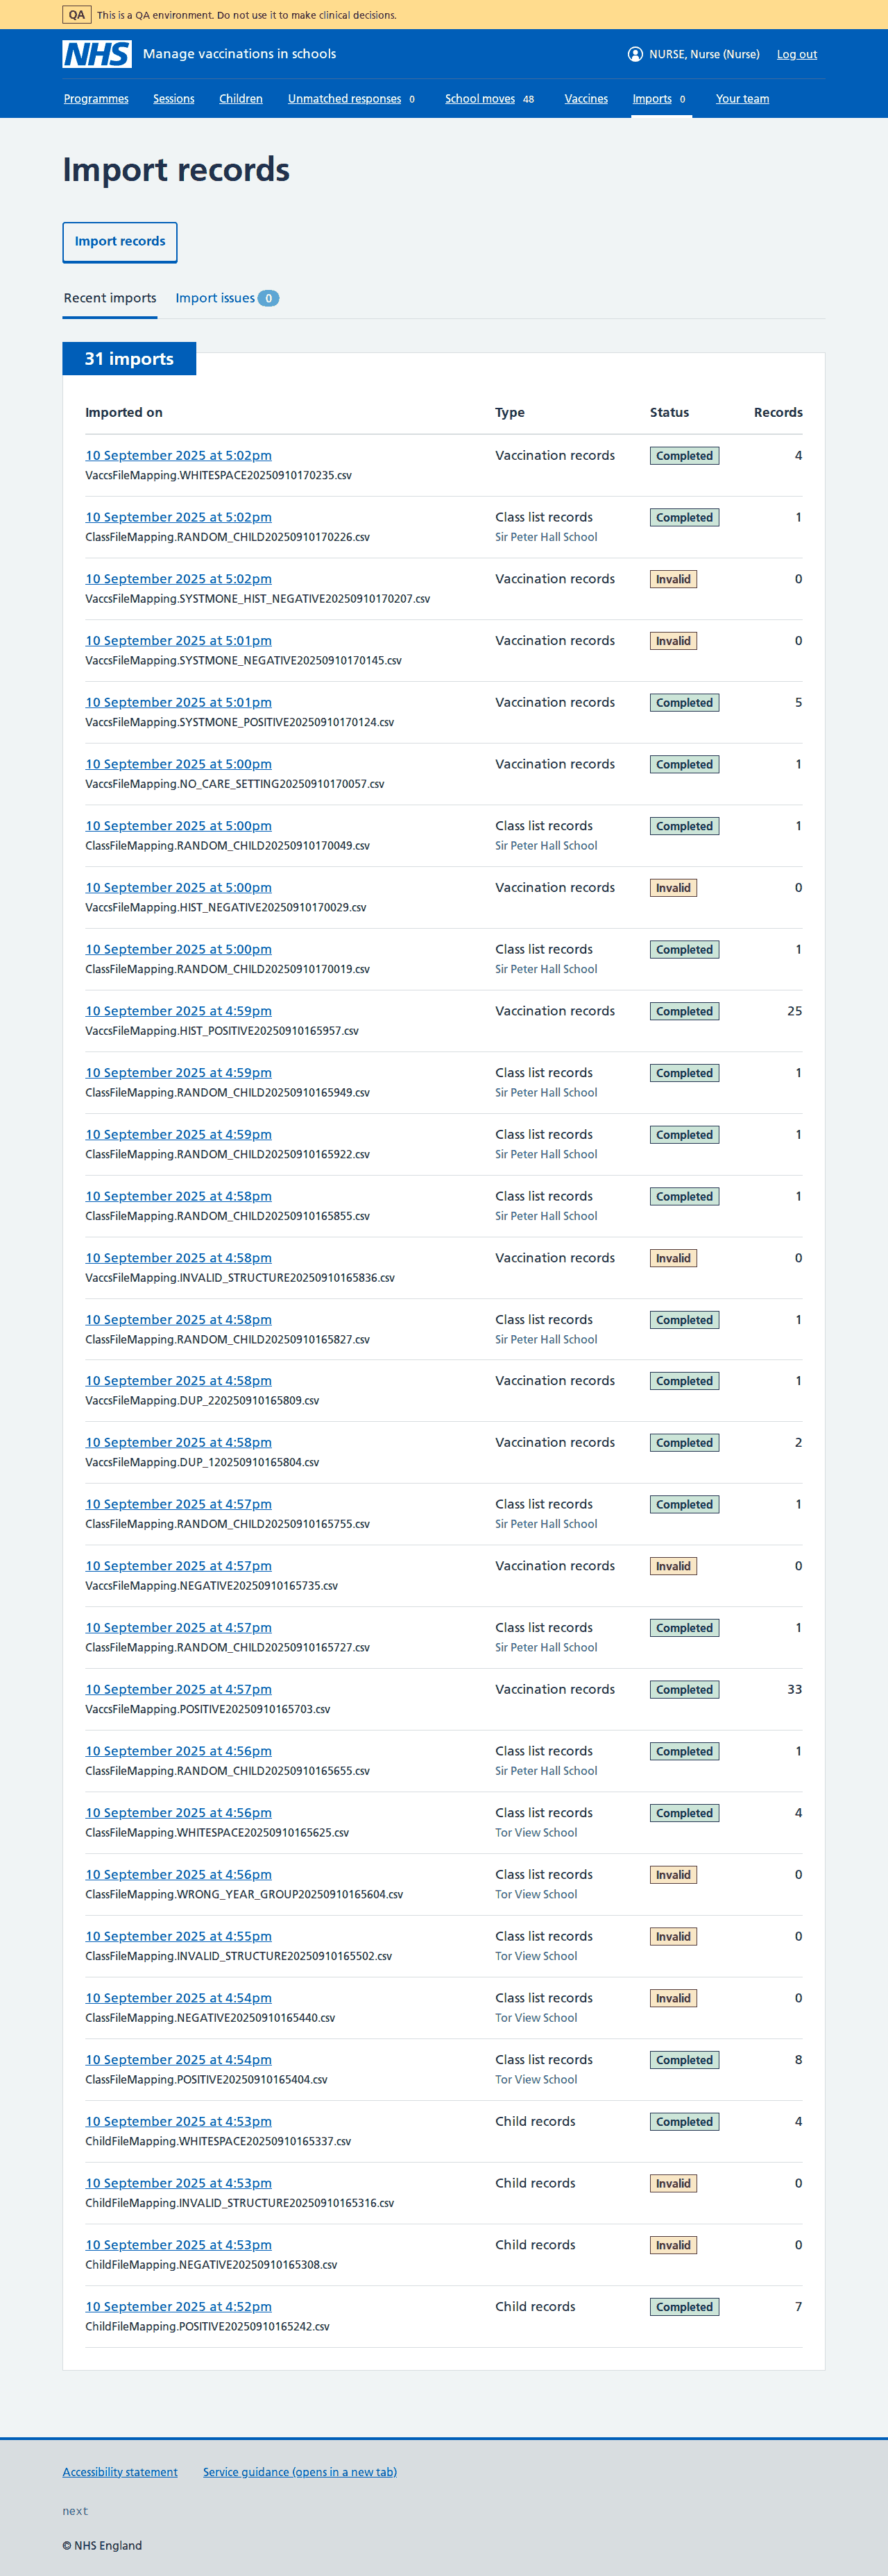 QA This is a QA environment. Do not use it to make clinical decisions.
NHS Manage vaccinations in schools NURSE, Nurse (Nurse) Log out
Programmes Sessions Children Unmatched responses 0 School moves 48 Vaccines Imports 0 Your team
Import records
Import records
Recent imports Import issues 0
31 imports
Imported on Type Status Records
10 September 2025 at 5:02pm Vaccination records Completed 4
VaccsFileMapping.WHITESPACE20250910170235.csv
10 September 2025 at 5:02pm Class list records Completed 1
ClassFileMapping.RANDOM_CHILD20250910170226.csv Sir Peter Hall School
10 September 2025 at 5:02pm Vaccination records Invalid 0
VaccsFileMapping.SYSTMONE_HIST_NEGATIVE20250910170207.csv
10 September 2025 at 5:01pm Vaccination records Invalid 0
VaccsFileMapping.SYSTMONE_NEGATIVE20250910170145.csv
10 September 2025 at 5:01pm Vaccination records Completed 5
VaccsFileMapping.SYSTMONE_POSITIVE20250910170124.csv
10 September 2025 at 5:00pm Vaccination records Completed 1
VaccsFileMapping.NO_CARE_SETTING20250910170057.csv
10 September 2025 at 5:00pm Class list records Completed 1
ClassFileMapping.RANDOM_CHILD20250910170049.csv Sir Peter Hall School
10 September 2025 at 5:00pm Vaccination records Invalid 0
VaccsFileMapping.HIST_NEGATIVE20250910170029.csv
10 September 2025 at 5:00pm Class list records Completed 1
ClassFileMapping.RANDOM_CHILD20250910170019.csv Sir Peter Hall School
10 September 2025 at 4:59pm Vaccination records Completed 25
VaccsFileMapping.HIST_POSITIVE20250910165957.csv
10 September 2025 at 4:59pm Class list records Completed 1
ClassFileMapping.RANDOM_CHILD20250910165949.csv Sir Peter Hall School
10 September 2025 at 4:59pm Class list records Completed 1
ClassFileMapping.RANDOM_CHILD20250910165922.csv Sir Peter Hall School
10 September 2025 at 4:58pm Class list records Completed 1
ClassFileMapping.RANDOM_CHILD20250910165855.csv Sir Peter Hall School
10 September 2025 at 4:58pm Vaccination records Invalid 0
VaccsFileMapping.INVALID_STRUCTURE20250910165836.csv
10 September 2025 at 4:58pm Class list records Completed 1
ClassFileMapping.RANDOM_CHILD20250910165827.csv Sir Peter Hall School
10 September 2025 at 4:58pm Vaccination records Completed 1
VaccsFileMapping.DUP_220250910165809.csv
10 September 2025 at 4:58pm Vaccination records Completed 2
VaccsFileMapping.DUP_120250910165804.csv
10 September 2025 at 4:57pm Class list records Completed 1
ClassFileMapping.RANDOM_CHILD20250910165755.csv Sir Peter Hall School
10 September 2025 at 4:57pm Vaccination records Invalid 0
VaccsFileMapping.NEGATIVE20250910165735.csv
10 September 2025 at 4:57pm Class list records Completed 1
ClassFileMapping.RANDOM_CHILD20250910165727.csv Sir Peter Hall School
10 September 2025 at 4:57pm Vaccination records Completed 33
VaccsFileMapping.POSITIVE20250910165703.csv
10 September 2025 at 4:56pm Class list records Completed 1
ClassFileMapping.RANDOM_CHILD20250910165655.csv Sir Peter Hall School
10 September 2025 at 4:56pm Class list records Completed 4
ClassFileMapping.WHITESPACE20250910165625.csv Tor View School
10 September 2025 at 4:56pm Class list records Invalid 0
ClassFileMapping.WRONG_YEAR_GROUP20250910165604.csv Tor View School
10 September 2025 at 4:55pm Class list records Invalid 0
ClassFileMapping.INVALID_STRUCTURE20250910165502.csv Tor View School
10 September 2025 at 4:54pm Class list records Invalid 0
ClassFileMapping.NEGATIVE20250910165440.csv Tor View School
10 September 2025 at 4:54pm Class list records Completed 8
ClassFileMapping.POSITIVE20250910165404.csv Tor View School
10 September 2025 at 4:53pm Child records Completed 4
ChildFileMapping.WHITESPACE20250910165337.csv
10 September 2025 at 4:53pm Child records Invalid 0
ChildFileMapping.INVALID_STRUCTURE20250910165316.csv
10 September 2025 at 4:53pm Child records Invalid 0
ChildFileMapping.NEGATIVE20250910165308.csv
10 September 2025 at 4:52pm Child records Completed 7
ChildFileMapping.POSITIVE20250910165242.csv
Accessibility statement Service guidance (opens in a new tab)
next
© NHS England